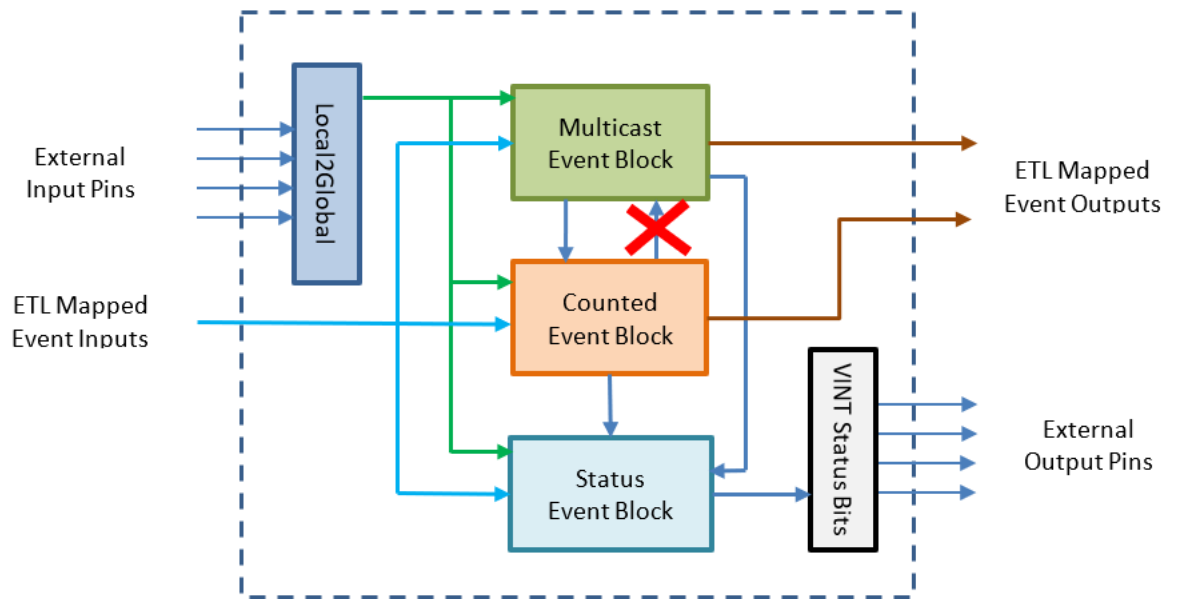 External
Input Pins
ETL Mapped
Event Inputs
Local2Global
Multicast
Event Block
Counted
Event Block
Status
Event Block
VINT Status Bits
ETL Mapped
Event Outputs
External
Output Pins